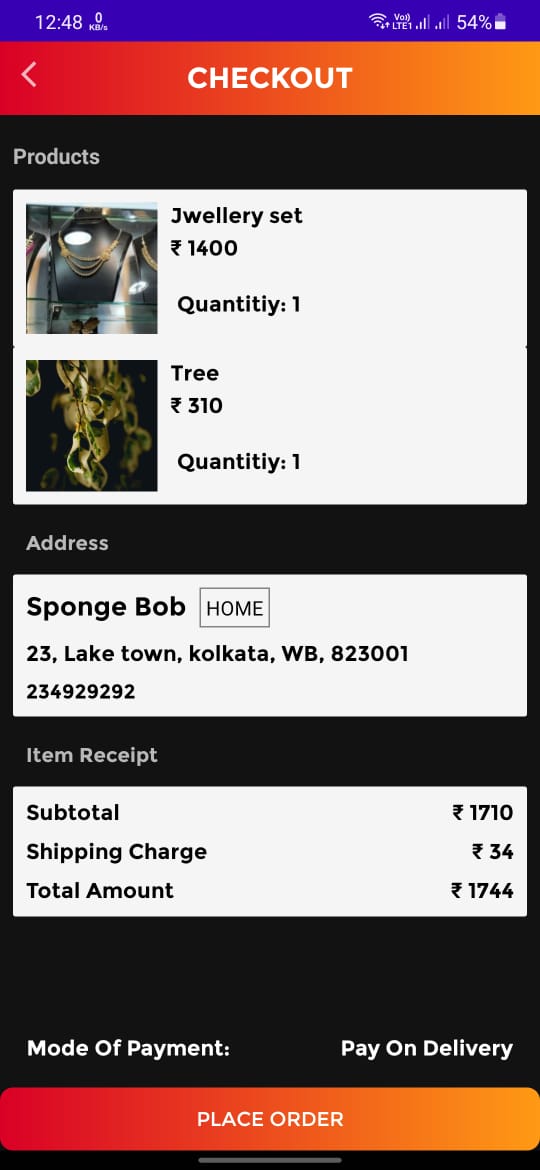 12:48 0 KB/s Vo)) LTE1 54%
CHECKOUT
Products
Jwellery set
₹ 1400
Quantitiy: 1
Tree
₹ 310
Quantitiy: 1
Address
Sponge Bob HOME
23, Lake town, kolkata, WB, 823001
234929292
Item Receipt
Subtotal ₹ 1710
Shipping Charge ₹ 34
Total Amount ₹ 1744
Mode Of Payment: Pay On Delivery
PLACE ORDER